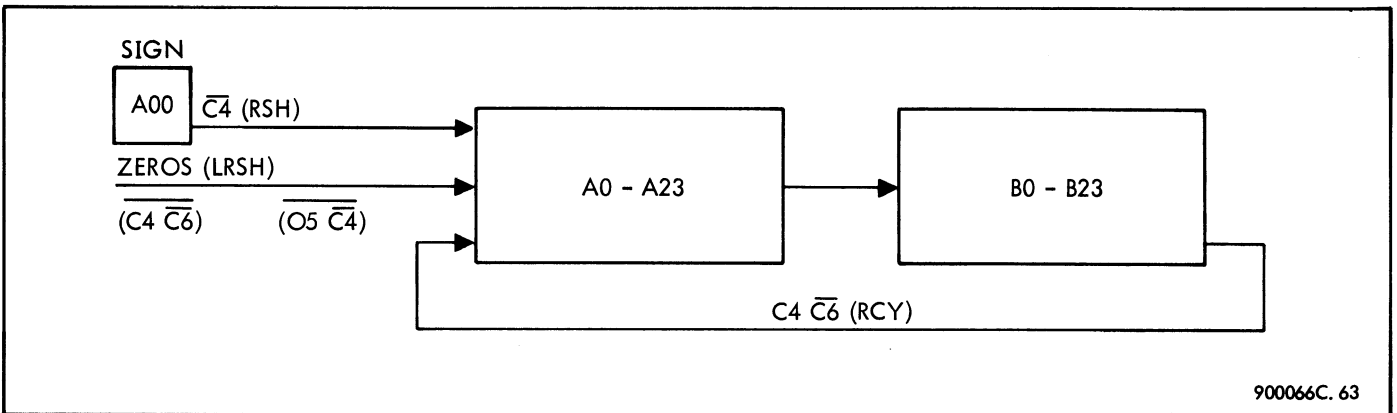 SIGN
A00 C̅4̅ (RSH)
ZEROS (LRSH)
(C4 C̅6̅)̅ (O5 C̅4̅)̅
A0 – A23
B0 – B23
C4 C̅6̅ (RCY)
900066C. 63